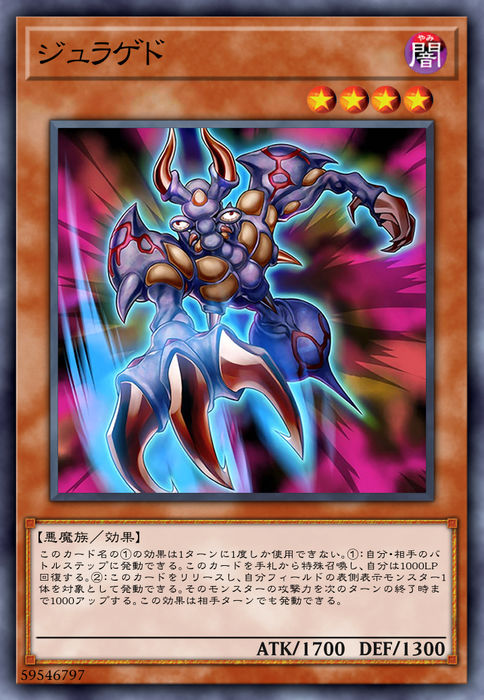 ジュラゲド
やみ
闇
【悪魔族／効果】
このカード名の①の効果は1ターンに1度しか使用できない。①:自分・相手のバ
トルステップに発動できる。このカードを手札から特殊召喚し、自分は1000LP
回復する。②:このカードをリリースし、自分フィールドの表側表示モンスター1
体を対象として発動できる。そのモンスターの攻撃力を次のターンの終了時ま
で1000アップする。この効果は相手ターンでも発動できる。
ATK/1700 DEF/1300
59546797